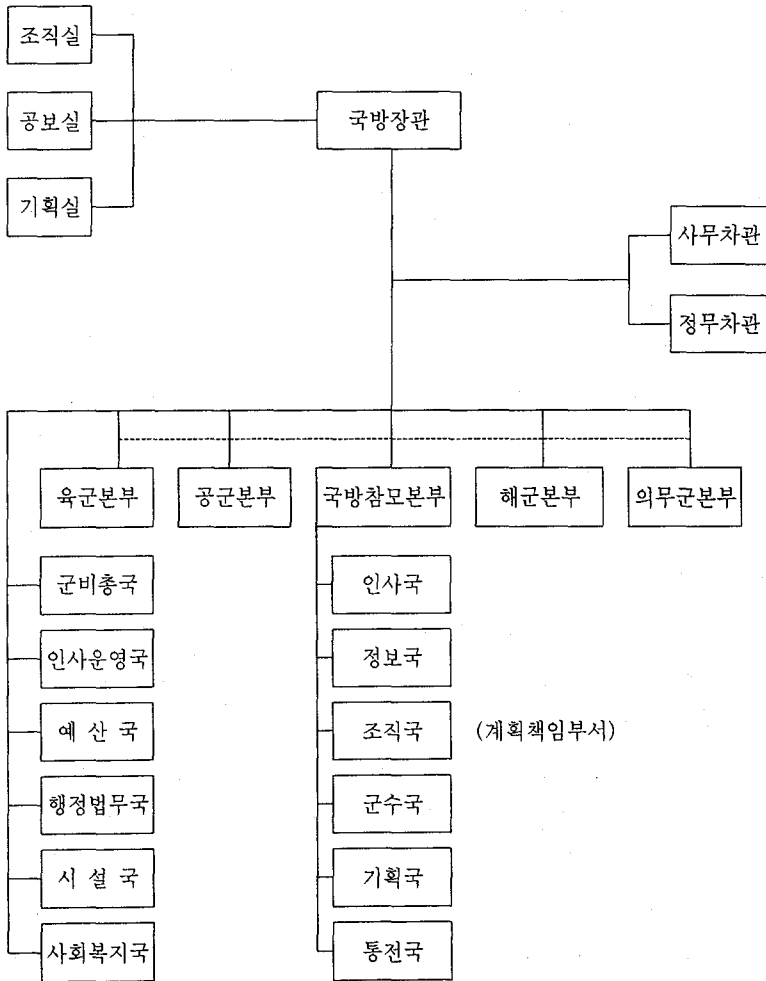 조직실
공보실
국방장관
기획실
사무차관
정무차관
육군본부
공군본부
국방참모본부
해군본부
의무군본부
군비총국
인사국
인사운영국
정보국
예 산 국
조직국
(계획책임부서)
행정법무국
군수국
시 설 국
기획국
사회복지국
통전국